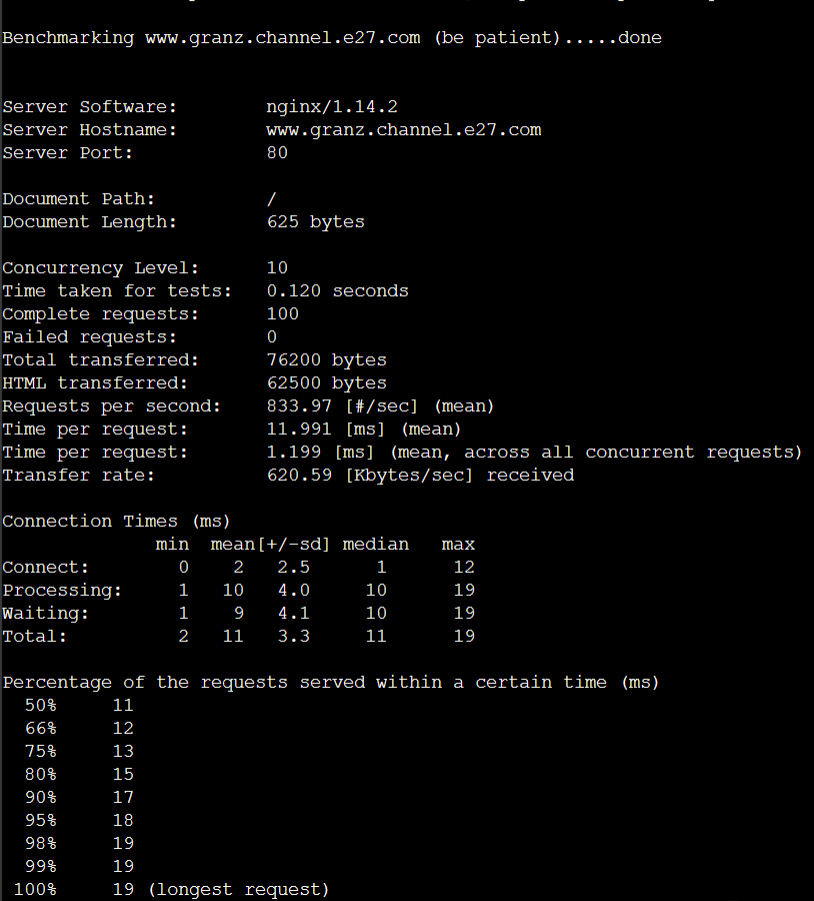 Benchmarking www.granz.channel.e27.com (be patient).....done
Server Software:        nginx/1.14.2
Server Hostname:        www.granz.channel.e27.com
Server Port:            80
Document Path:          /
Document Length:        625 bytes
Concurrency Level:      10
Time taken for tests:   0.120 seconds
Complete requests:      100
Failed requests:        0
Total transferred:      76200 bytes
HTML transferred:       62500 bytes
Requests per second:    833.97 [#/sec] (mean)
Time per request:       11.991 [ms] (mean)
Time per request:       1.199 [ms] (mean, across all concurrent requests)
Transfer rate:          620.59 [Kbytes/sec] received
Connection Times (ms)
              min  mean[+/-sd] median   max
Connect:        0    2   2.5      1      12
Processing:     1   10   4.0     10      19
Waiting:        1    9   4.1     10      19
Total:          2   11   3.3     11      19
Percentage of the requests served within a certain time (ms)
  50%     11
  66%     12
  75%     13
  80%     15
  90%     17
  95%     18
  98%     19
  99%     19
 100%     19 (longest request)